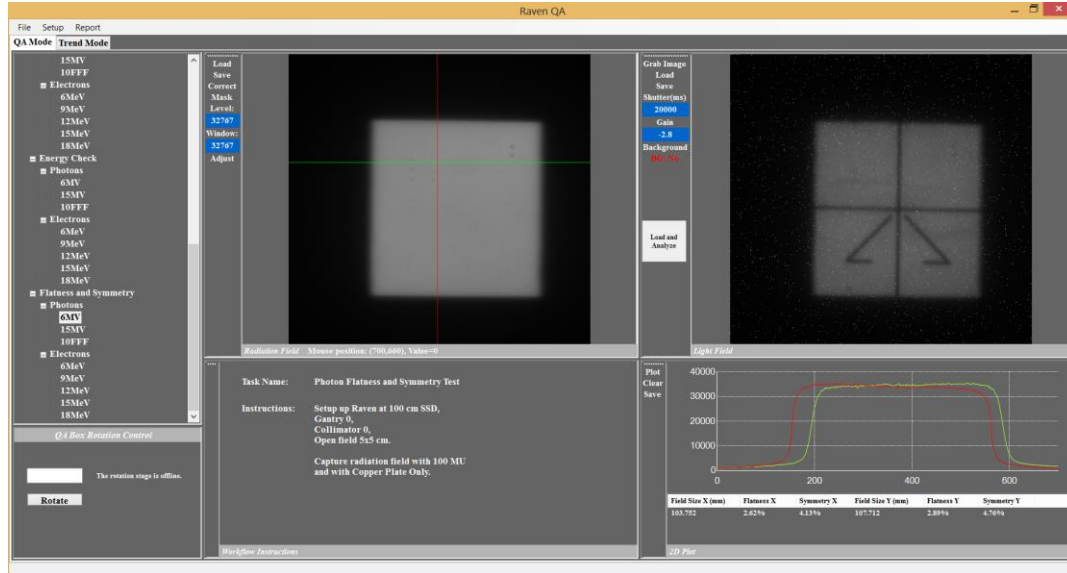 Raven QA
File Setup Report
QA Mode Trend Mode
15MV
10FFF
Electrons
6MeV
9MeV
12MeV
15MeV
18MeV
Energy Check
Photons
6MV
15MV
10FFF
Electrons
6MeV
9MeV
12MeV
15MeV
18MeV
Flatness and Symmetry
Photons
6MV
15MV
10FFF
Electrons
6MeV
9MeV
12MeV
15MeV
18MeV
QA Box Rotation Control
The rotation stage is offline.
Rotate
Load
Save
Correct
Mask
Level:
32767
Window:
32767
Adjust
Radiation Field Mouse position: (700,660), Value=0
Grab Image
Load
Save
Shutter(ms)
20000
Gain
-2.8
Background
BG: No
Load and
Analyze
Light Field
Task Name: Photon Flatness and Symmetry Test
Instructions: Setup up Raven at 100 cm SSD,
Gantry 0,
Collimator 0,
Open field 5x5 cm.
Capture radiation field with 100 MU
and with Copper Plate Only.
Workflow Instructions
Plot
Clear
Save
40000
30000
20000
10000
0
0 200 400 600
Field Size X (mm) Flatness X Symmetry X Field Size Y (mm) Flatness Y Symmetry Y
103.752 2.62% 4.13% 107.712 2.89% 4.76%
2D Plot